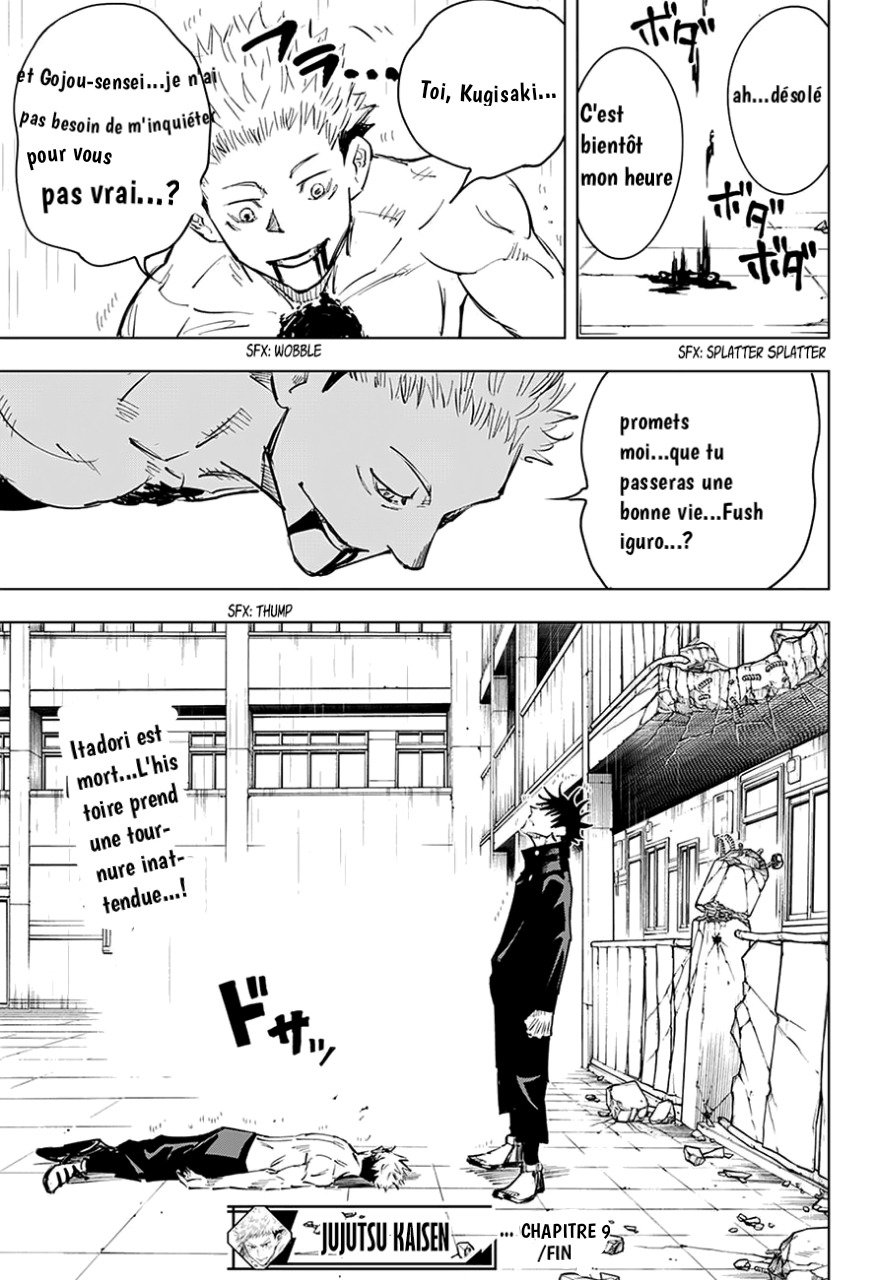 ボダ
ボダ
ah...désolé
C'est
bientôt
mon heure
ボダ
ボダ
SFX: SPLATTER SPLATTER
フラ...
Toi, Kugisaki...
et Gojou-sensei...je n'ai
pas besoin de m'inquiéter
pour vous
pas vrai...?
SFX: WOBBLE
promets
moi...que tu
passeras une
bonne vie...Fush
iguro...?
SFX: THUMP
Itadori est
mort...L'his
toire prend
une tour-
nure inat-
tendue...!
ドサッ
JUJUTSU KAISEN
... CHAPITRE 9
/FIN